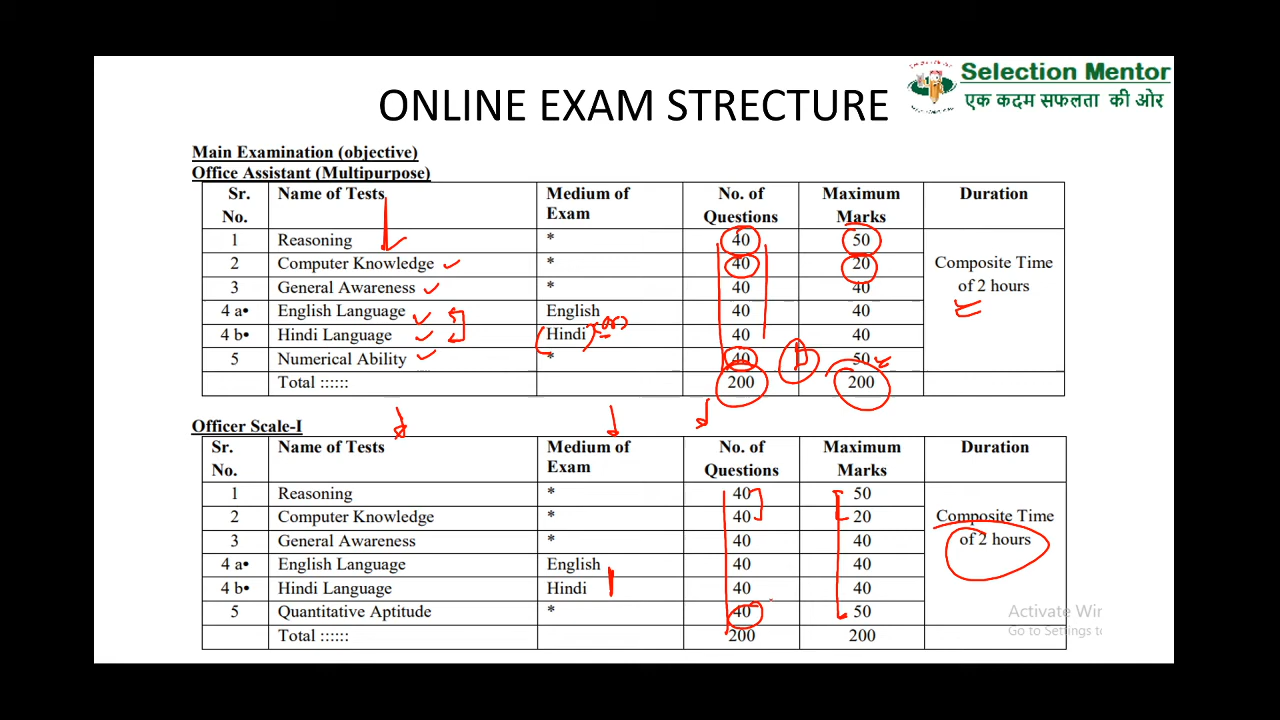 Selection Mentor
एक कदम सफलता की ओर
ONLINE EXAM STRECTURE
Main Examination (objective)
Office Assistant (Multipurpose)
Sr. No. Name of Tests Medium of Exam No. of Questions Maximum Marks Duration
1 Reasoning * 40 50
2 Computer Knowledge * 40 20
3 General Awareness * 40 40
4 a• English Language English 40 40
4 b• Hindi Language Hindi 40 40
5 Numerical Ability * 40 50
Composite Time
of 2 hours
Total :::::: 200 200
Officer Scale-I
Sr. No. Name of Tests Medium of Exam No. of Questions Maximum Marks Duration
1 Reasoning * 40 50
2 Computer Knowledge * 40 20
3 General Awareness * 40 40
4 a• English Language English 40 40
4 b• Hindi Language Hindi 40 40
5 Quantitative Aptitude * 40 50
Composite Time
of 2 hours
Total :::::: 200 200
Activate Wir
Go to Settings to